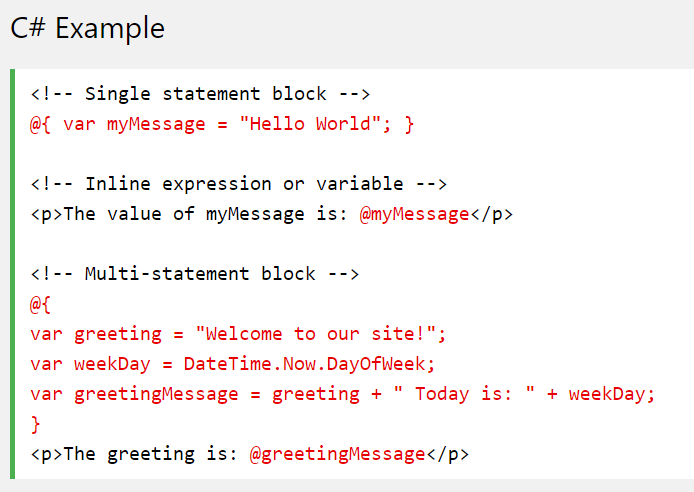 C# Example
<!-- Single statement block -->
@{ var myMessage = "Hello World"; }
<!-- Inline expression or variable -->
<p>The value of myMessage is: @myMessage</p>
<!-- Multi-statement block -->
@{
var greeting = "Welcome to our site!";
var weekDay = DateTime.Now.DayOfWeek;
var greetingMessage = greeting + " Today is: " + weekDay;
}
<p>The greeting is: @greetingMessage</p>